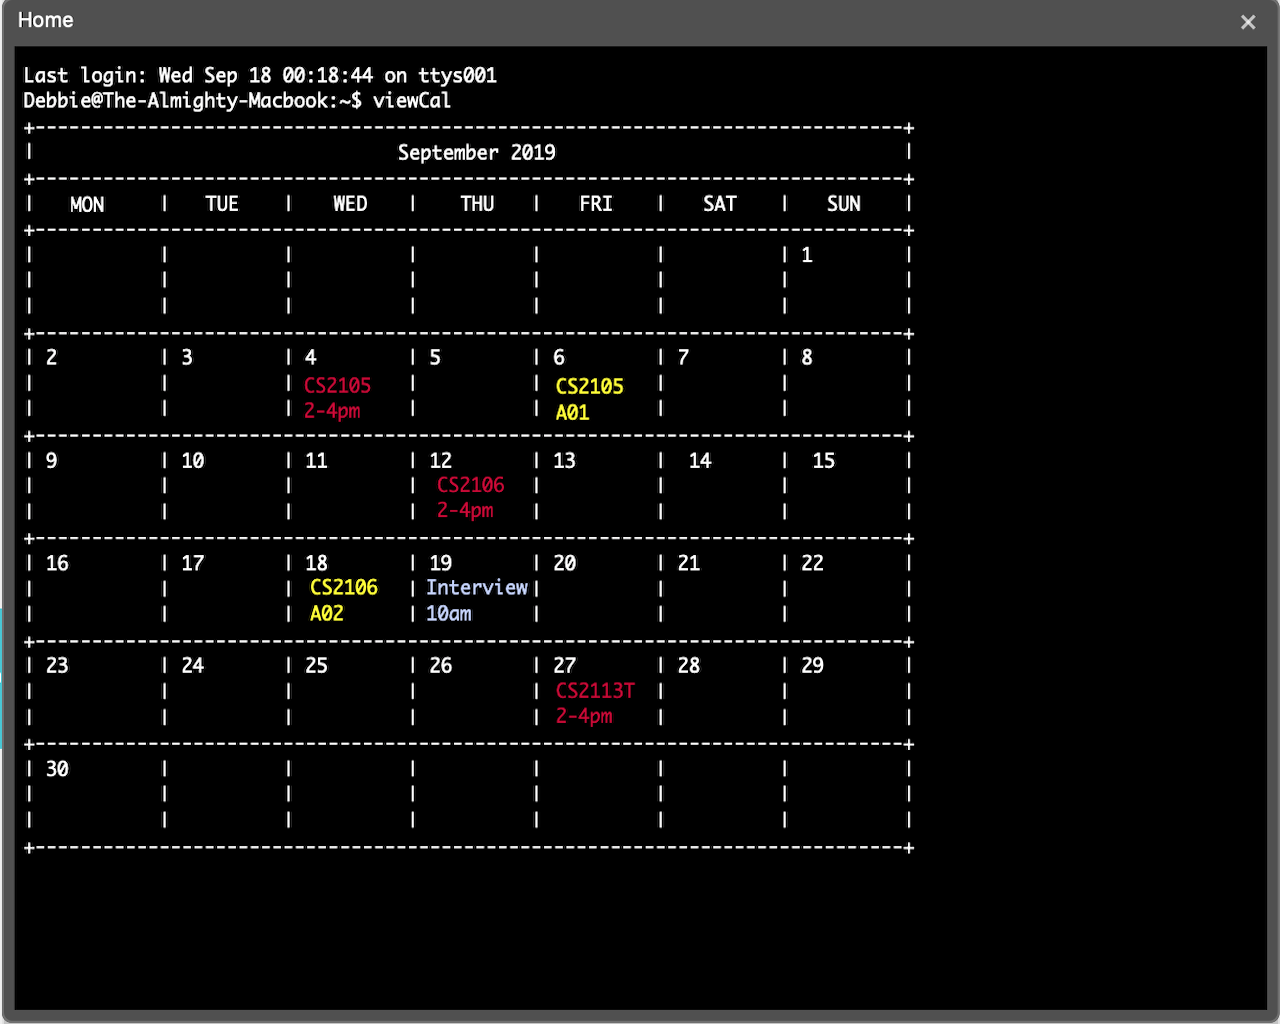 Home
Last login: Wed Sep 18 00:18:44 on ttys001
Debbie@The-Almighty-Macbook:~$ viewCal
September 2019
MON | TUE | WED | THU | FRI | SAT | SUN
1
2 | 3 | 4 | 5 | 6 | 7 | 8
CS2105 CS2105
2-4pm A01
9 | 10 | 11 | 12 | 13 | 14 | 15
CS2106
2-4pm
16 | 17 | 18 | 19 | 20 | 21 | 22
CS2106 Interview
A02 10am
23 | 24 | 25 | 26 | 27 | 28 | 29
CS2113T
2-4pm
30